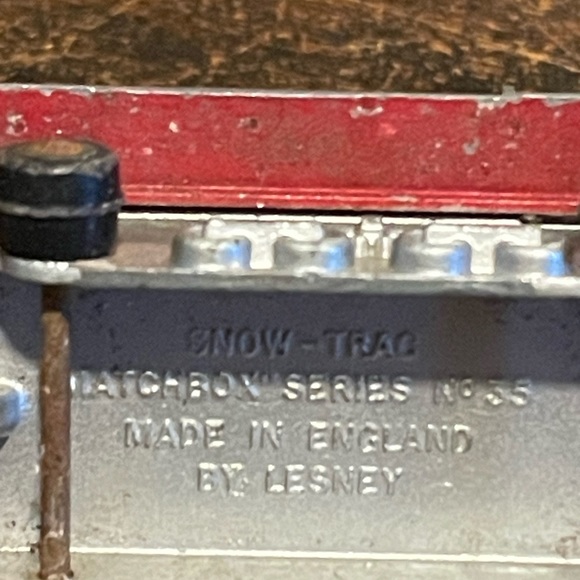 SNOW-TRAC
"MATCHBOX" SERIES Nº 35
MADE IN ENGLAND
BY LESNEY